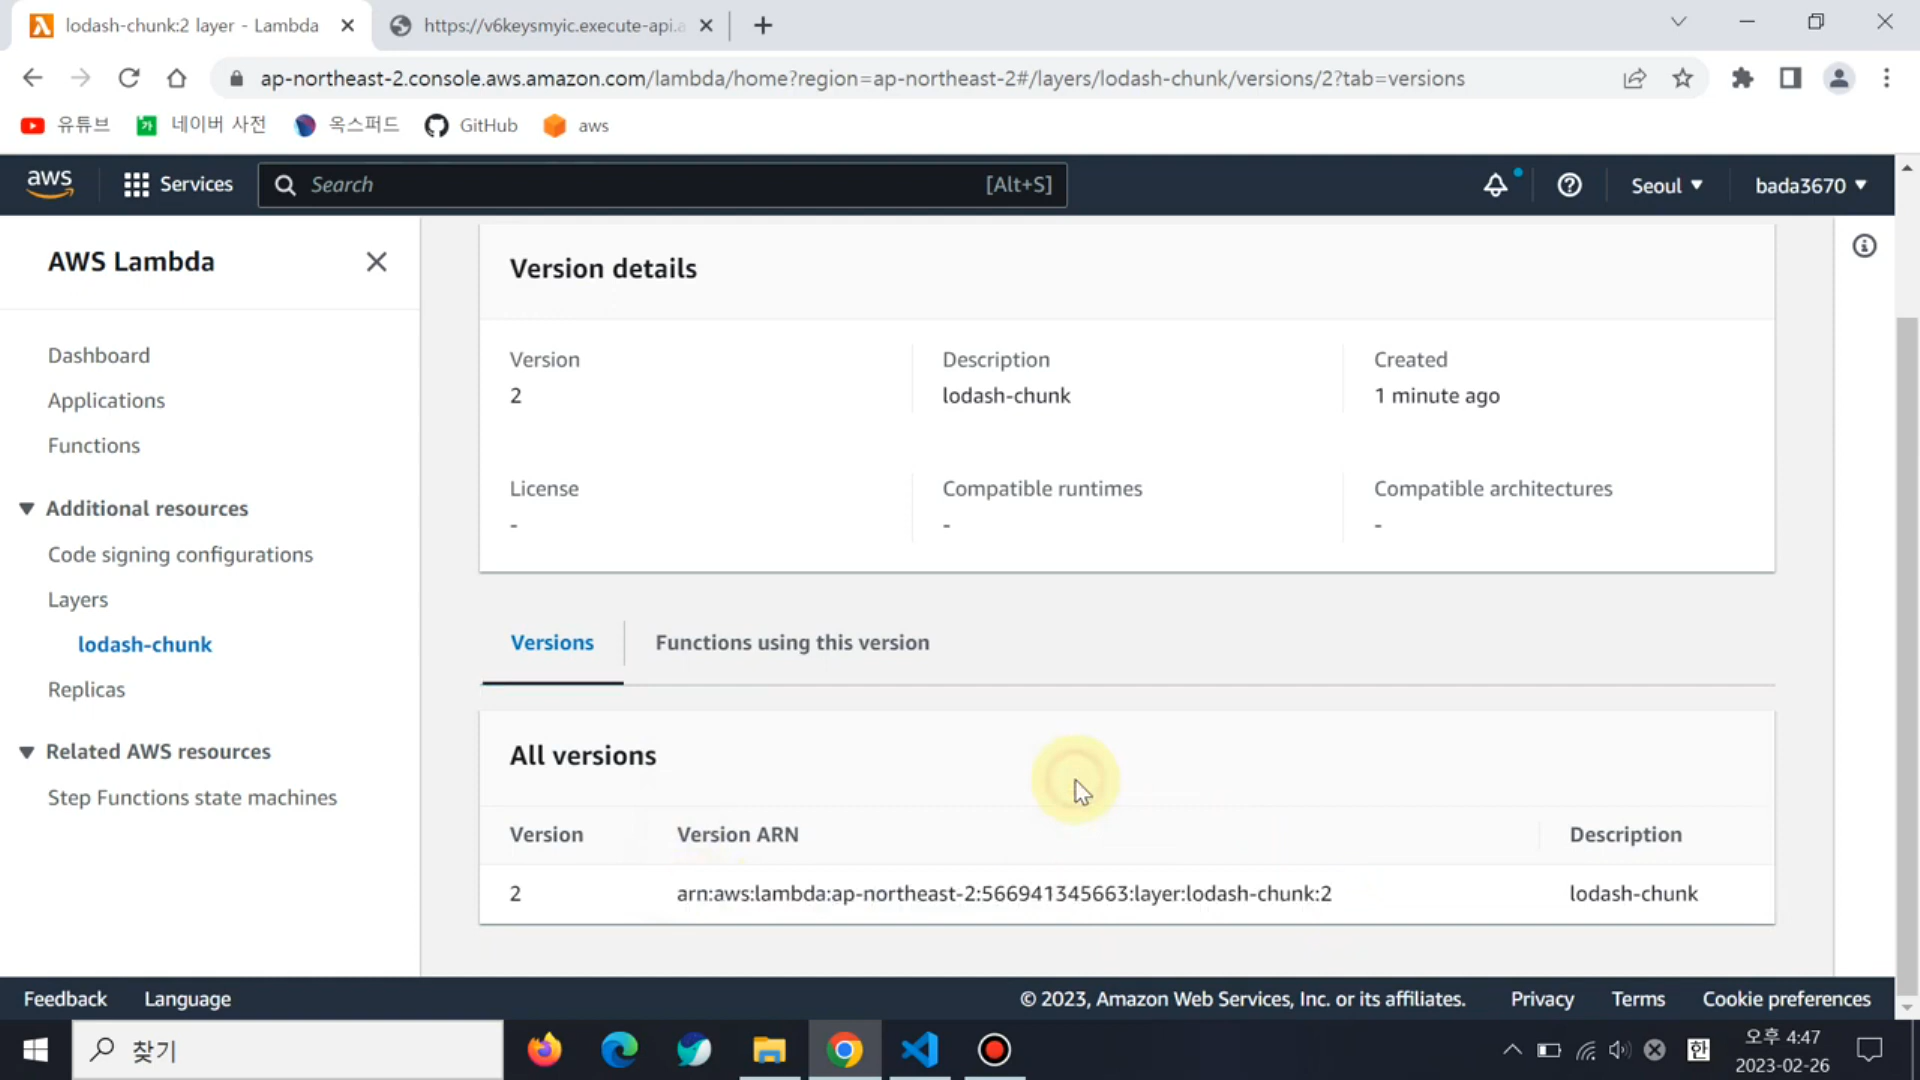 lodash-chunk:2 layer - Lambda
https://v6keysmyic.execute-api.a
ap-northeast-2.console.aws.amazon.com/lambda/home?region=ap-northeast-2#/layers/lodash-chunk/versions/2?tab=versions
유튜브
네이버 사전
옥스퍼드
GitHub
aws
aws
Services
Search
[Alt+S]
Seoul
bada3670
AWS Lambda
Dashboard
Applications
Functions
Additional resources
Code signing configurations
Layers
lodash-chunk
Replicas
Related AWS resources
Step Functions state machines
Version details
Version
2
Description
lodash-chunk
Created
1 minute ago
License
-
Compatible runtimes
-
Compatible architectures
-
Versions
Functions using this version
All versions
Version Version ARN Description
2 arn:aws:lambda:ap-northeast-2:566941345663:layer:lodash-chunk:2 lodash-chunk
Feedback
Language
© 2023, Amazon Web Services, Inc. or its affiliates.
Privacy
Terms
Cookie preferences
찾기
한
오후 4:47
2023-02-26